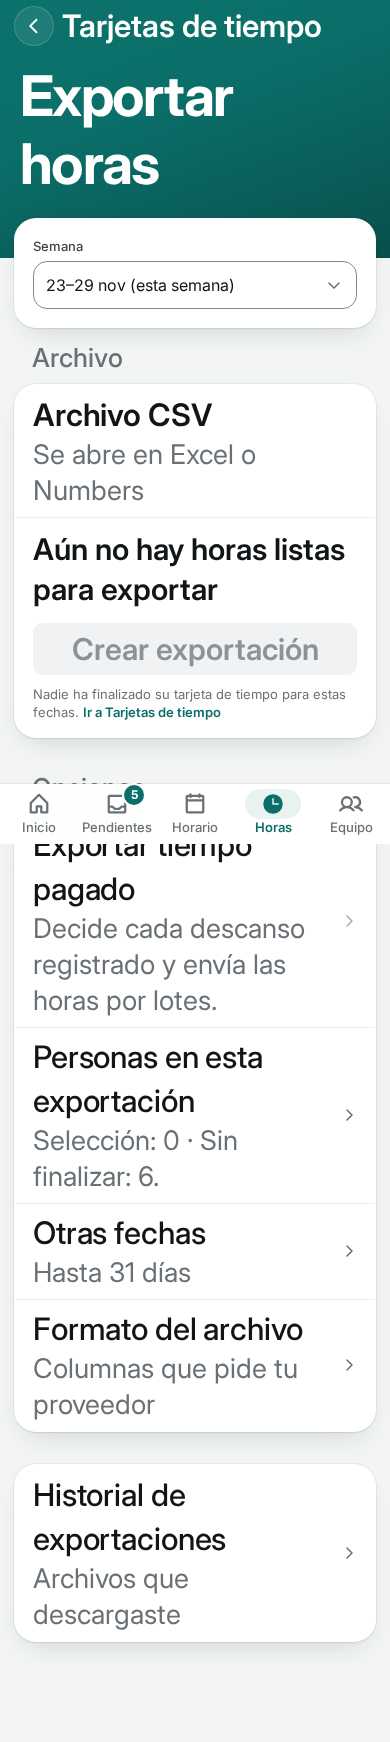 Tarjetas de tiempo
Exportar
horas
Semana
23–29 nov (esta semana)
Archivo
Archivo CSV
Se abre en Excel o
Numbers
Aún no hay horas listas
para exportar
Crear exportación
Nadie ha finalizado su tarjeta de tiempo para estas
fechas. Ir a Tarjetas de tiempo
Opciones
5
Inicio
Pendientes
Horario
Horas
Equipo
Exportar tiempo
pagado
Decide cada descanso
registrado y envía las
horas por lotes.
Personas en esta
exportación
Selección: 0 · Sin
finalizar: 6.
Otras fechas
Hasta 31 días
Formato del archivo
Columnas que pide tu
proveedor
Historial de
exportaciones
Archivos que
descargaste